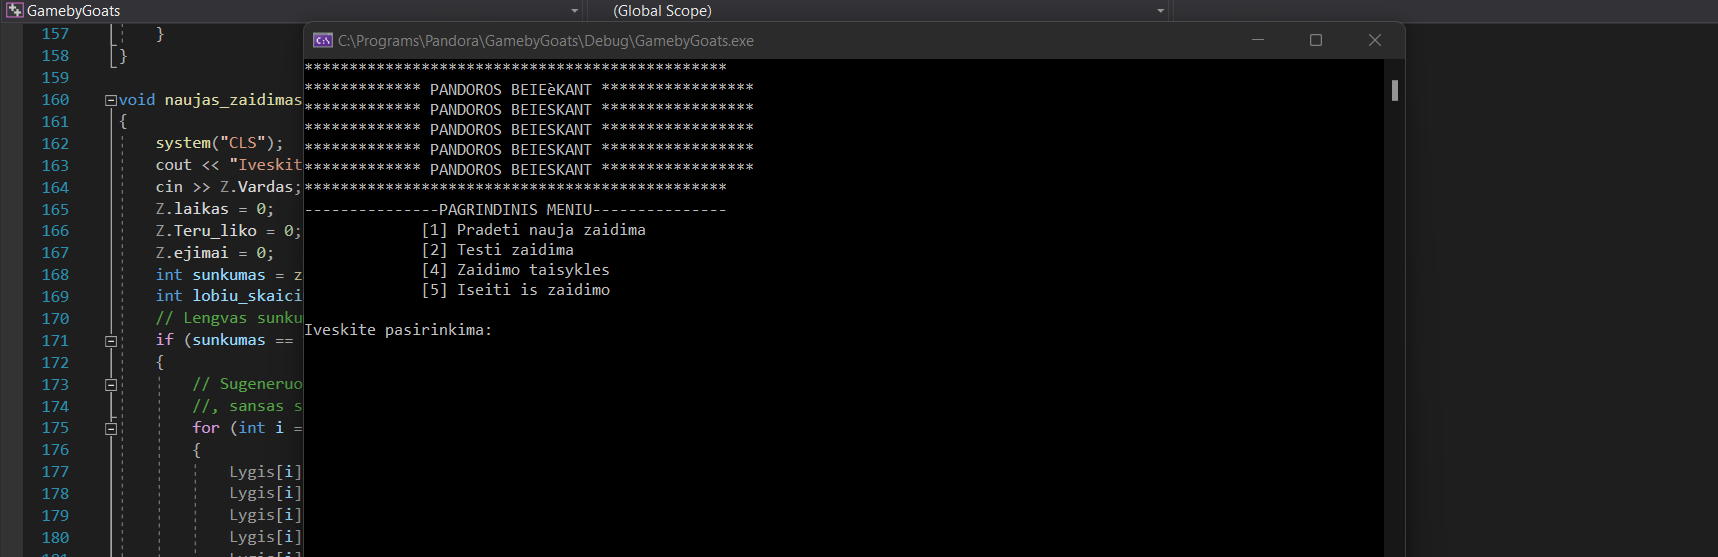 GamebyGoats (Global Scope)
C:\Programs\Pandora\GamebyGoats\Debug\GamebyGoats.exe
157 }
158 }
159
160 void naujas_zaidimas
161 {
162 system("CLS");
163 cout << "Iveskit
164 cin >> Z.Vardas;
165 Z.laikas = 0;
166 Z.Teru_liko = 0;
167 Z.ejimai = 0;
168 int sunkumas = z
169 int lobiu_skaici
170 // Lengvas sunku
171 if (sunkumas ==
172 {
173 // Sugeneruo
174 //, sansas s
175 for (int i =
176 {
177 Lygis[i]
178 Lygis[i]
179 Lygis[i]
180 Lygis[i]
***********************************************
************* PANDOROS BEIEèKANT *****************
************* PANDOROS BEIESKANT *****************
************* PANDOROS BEIESKANT *****************
************* PANDOROS BEIESKANT *****************
************* PANDOROS BEIESKANT *****************
***********************************************
---------------PAGRINDINIS MENIU---------------
[1] Pradeti nauja zaidima
[2] Testi zaidima
[4] Zaidimo taisykles
[5] Iseiti is zaidimo
Iveskite pasirinkima: